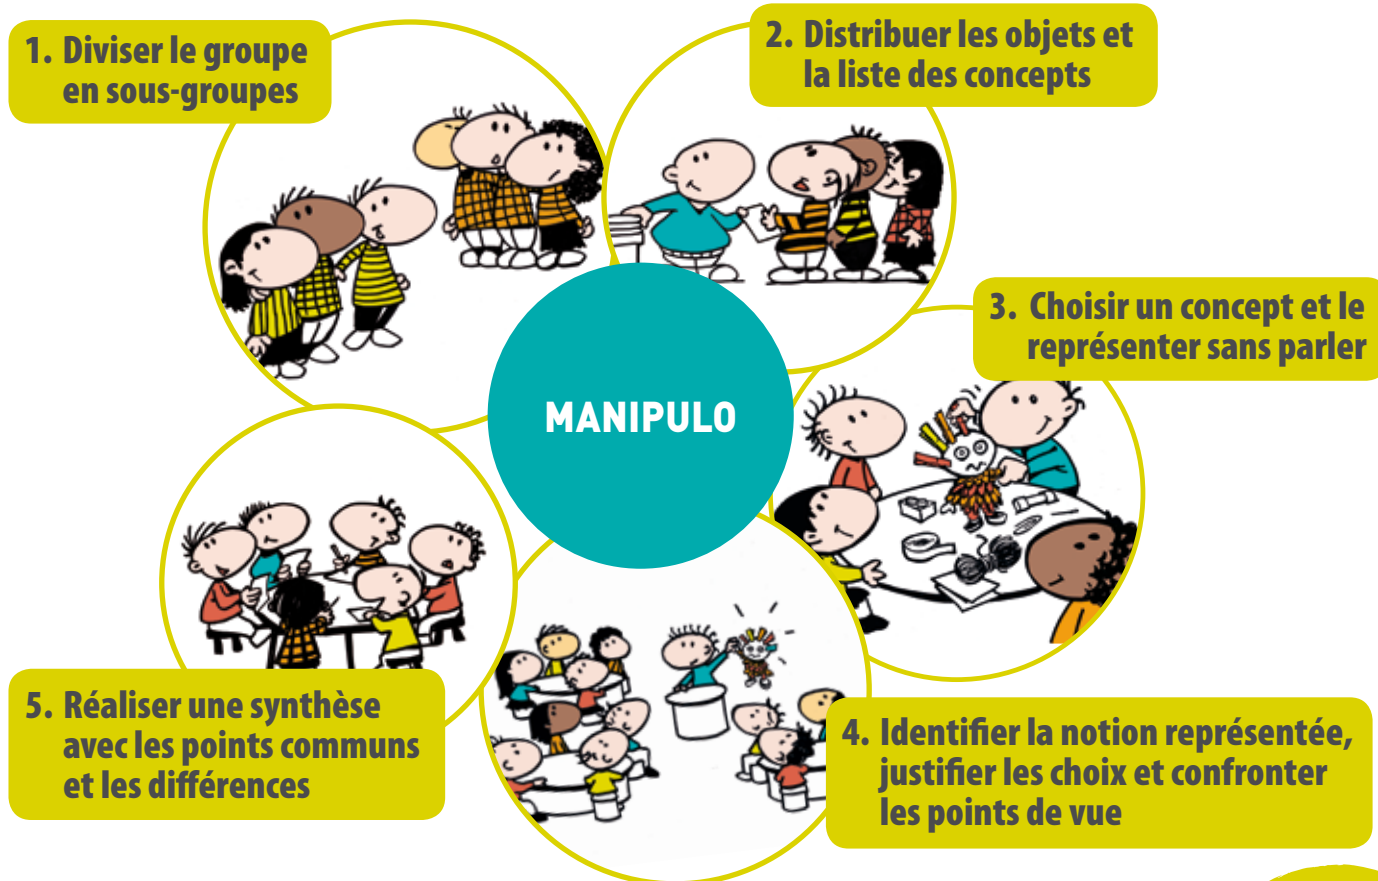 1. Diviser le groupe
en sous-groupes
2. Distribuer les objets et
la liste des concepts
3. Choisir un concept et le
représenter sans parler
MANIPULO
4. Identifier la notion représentée,
justifier les choix et confronter
les points de vue
5. Réaliser une synthèse
avec les points communs
et les différences